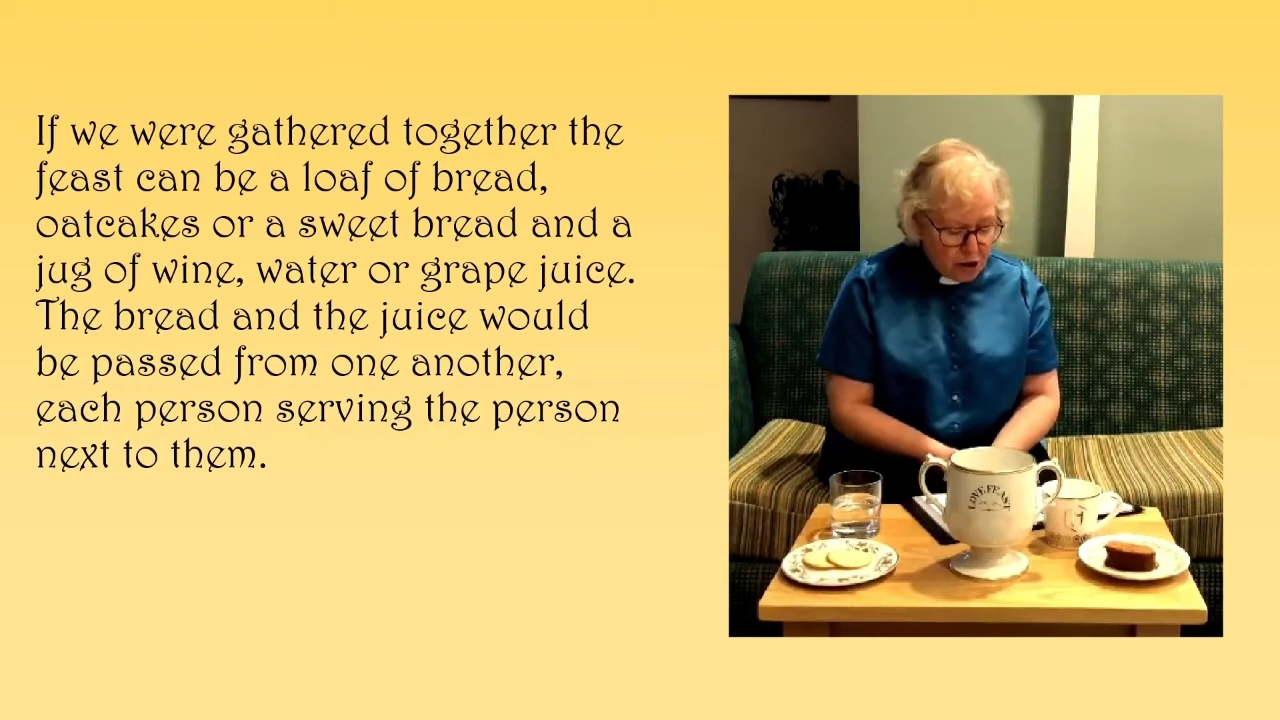 If we were gathered together the
feast can be a loaf of bread,
oatcakes or a sweet bread and a
jug of wine, water or grape juice.
The bread and the juice would
be passed from one another,
each person serving the person
next to them.
LOVEFEAST